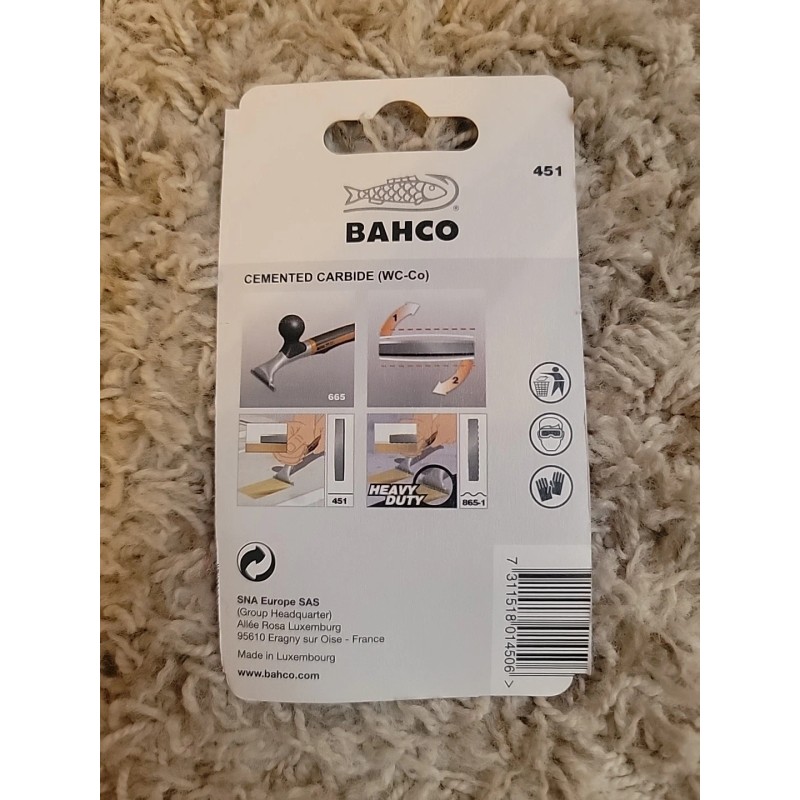 451
BAHCO
CEMENTED CARBIDE (WC-Co)
665
1
2
451
HEAVY
DUTY
865-1
SNA Europe SAS
(Group Headquarter)
Allée Rosa Luxemburg
95610 Eragny sur Oise - France
Made in Luxembourg
www.bahco.com
7 311518 014506 >